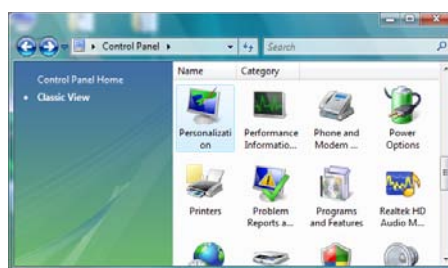 Control Panel
Search
Control Panel Home
Classic View
Name Category
Personalizati
on
Performance
Informatio...
Phone and
Modem ...
Power
Options
Printers
Problem
Reports a...
Programs
and Features
Realtek HD
Audio M...